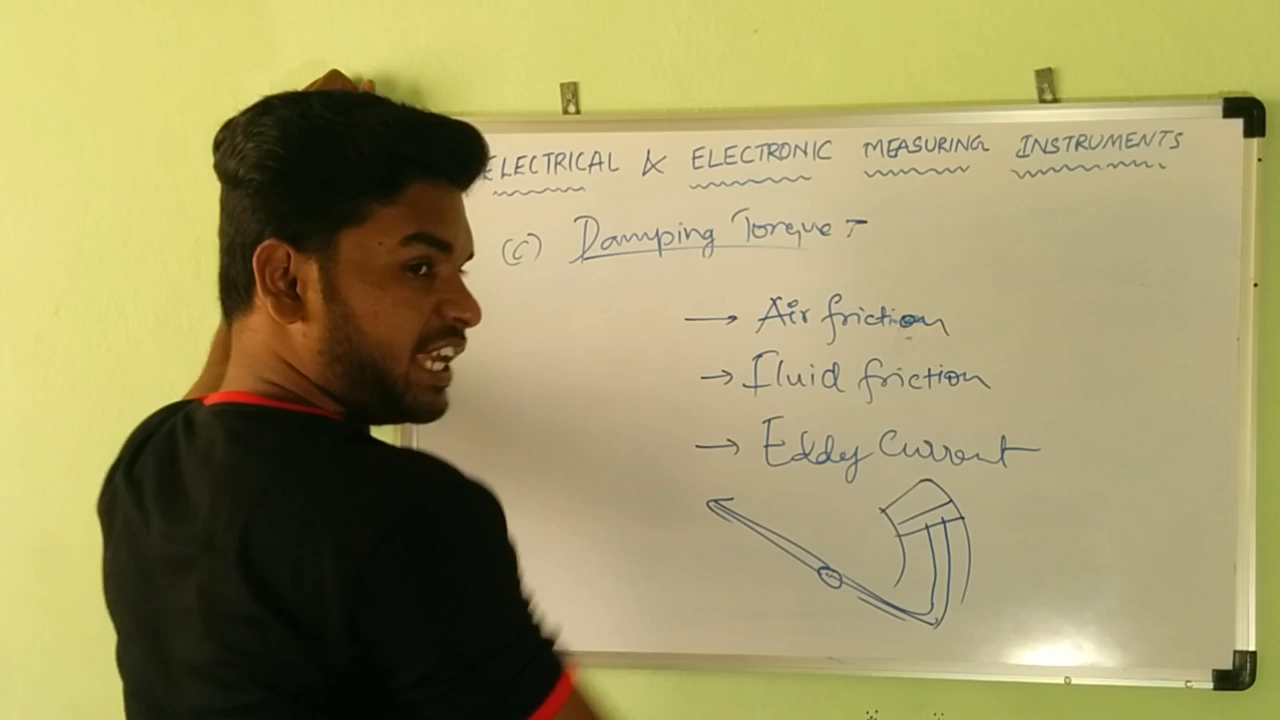 ELECTRICAL & ELECTRONIC MEASURING INSTRUMENTS
(C) Damping Torque :-
→ Air friction
→ Fluid friction
→ Eddy Current